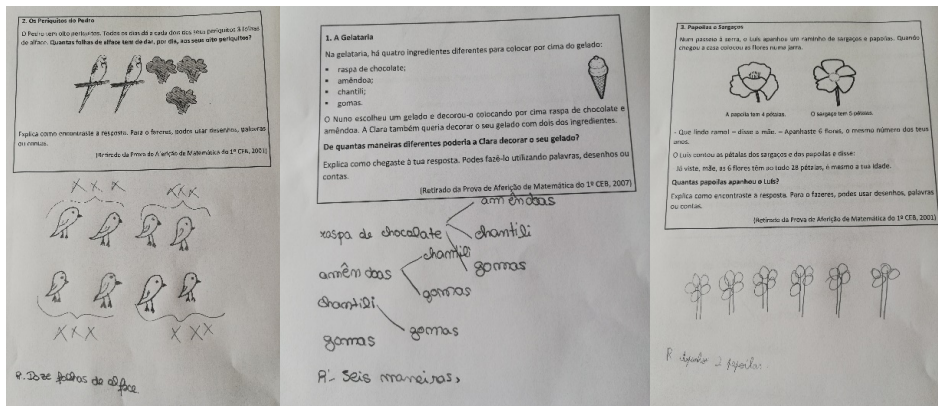 2. Os Periquitos do Pedro
O Pedro tem oito periquitos. Todos os dias dá a cada dois dos seus periquitos 3 folhas
de alface. Quantas folhas de alface tem de dar, por dia, aos seus oito periquitos?
Explica como encontraste a resposta. Para o fazeres, podes usar desenhos, palavras
ou contas.
(Retirado da Prova de Aferição de Matemática do 1º CEB, 2001)
X X X
X X X
X X X
X X X
R. Doze folhas de alface
1. A Gelataria
Na gelataria, há quatro ingredientes diferentes para colocar por cima do gelado:
• raspa de chocolate;
• amêndoa;
• chantili;
• gomas.
O Nuno escolheu um gelado e decorou-o colocando por cima raspa de chocolate e
amêndoa. A Clara também queria decorar o seu gelado com dois dos ingredientes.
De quantas maneiras diferentes poderia a Clara decorar o seu gelado?
Explica como chegaste à tua resposta. Podes fazê-lo utilizando palavras, desenhos ou
contas.
(Retirado da Prova de Aferição de Matemática do 1º CEB, 2007)
amêndoas
raspa de chocolate
chantili
gomas
amêndoas
chantili
gomas
chantili
gomas
gomas
R:- Seis maneiras,
3. Papoilas e Sargaços
Num passeio à serra, o Luís apanhou um raminho de sargaços e papoilas. Quando
chegou a casa colocou as flores numa jarra.
A papoila tem 4 pétalas.
O sargaço tem 5 pétalas.
- Que lindo ramo! – disse a mãe. – Apanhaste 6 flores, o mesmo número dos teus
anos.
O Luís contou as pétalas dos sargaços e das papoilas e disse:
- Já viste, mãe, as 6 flores têm ao todo 28 pétalas, é mesmo a tua idade.
Quantas papoilas apanhou o Luís?
Explica como encontraste a resposta. Para o fazeres, podes usar desenhos, palavras
ou contas.
(Retirado da Prova de Aferição de Matemática do 1º CEB, 2001)
R 2 papoilas.